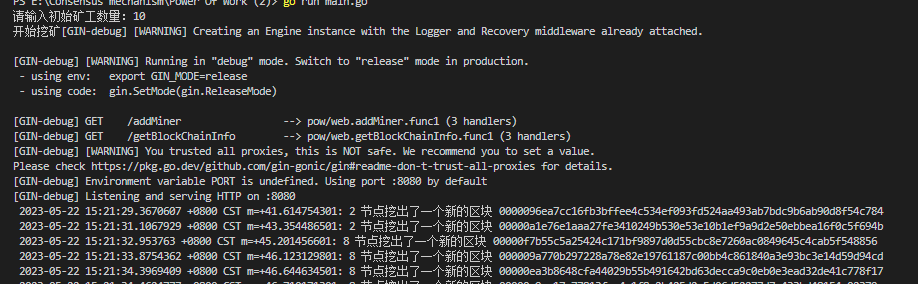 PS E:\Consensus mechanism\Power Of Work (2)> go run main.go
请输入初始矿工数量: 10
开始挖矿[GIN-debug] [WARNING] Creating an Engine instance with the Logger and Recovery middleware already attached.
[GIN-debug] [WARNING] Running in "debug" mode. Switch to "release" mode in production.
- using env: export GIN_MODE=release
- using code: gin.SetMode(gin.ReleaseMode)
[GIN-debug] GET /addMiner --> pow/web.addMiner.func1 (3 handlers)
[GIN-debug] GET /getBlockChainInfo --> pow/web.getBlockChainInfo.func1 (3 handlers)
[GIN-debug] [WARNING] You trusted all proxies, this is NOT safe. We recommend you to set a value.
Please check https://pkg.go.dev/github.com/gin-gonic/gin#readme-don-t-trust-all-proxies for details.
[GIN-debug] Environment variable PORT is undefined. Using port :8080 by default
[GIN-debug] Listening and serving HTTP on :8080
2023-05-22 15:21:29.3670607 +0800 CST m=+41.614754301: 2 节点挖出了一个新的区块 0000096ea7cc16fb3bffee4c534ef093fd524aa493ab7bdc9b6ab90d8f54c784
2023-05-22 15:21:31.1067929 +0800 CST m=+43.354486501: 2 节点挖出了一个新的区块 0000a1e76e1aaa27fe3410249b530e53e10b1ef9a9d2e50ebbea16f0c5f694b
2023-05-22 15:21:32.953763 +0800 CST m=+45.201456601: 8 节点挖出了一个新的区块 00000f7b55c5a25424c171bf9897d0d55cbc8e7260ac0849645c4cab5f548856
2023-05-22 15:21:33.8754362 +0800 CST m=+46.123129801: 8 节点挖出了一个新的区块 000009a770b297228a78e82e19761187c00bb4c861840a3e93bc3e14d59d94cd
2023-05-22 15:21:34.3969409 +0800 CST m=+46.644634501: 8 节点挖出了一个新的区块 00000ea3b8648cfa44029b55b491642bd63decca9c0eb0e3ead32de41c778f17